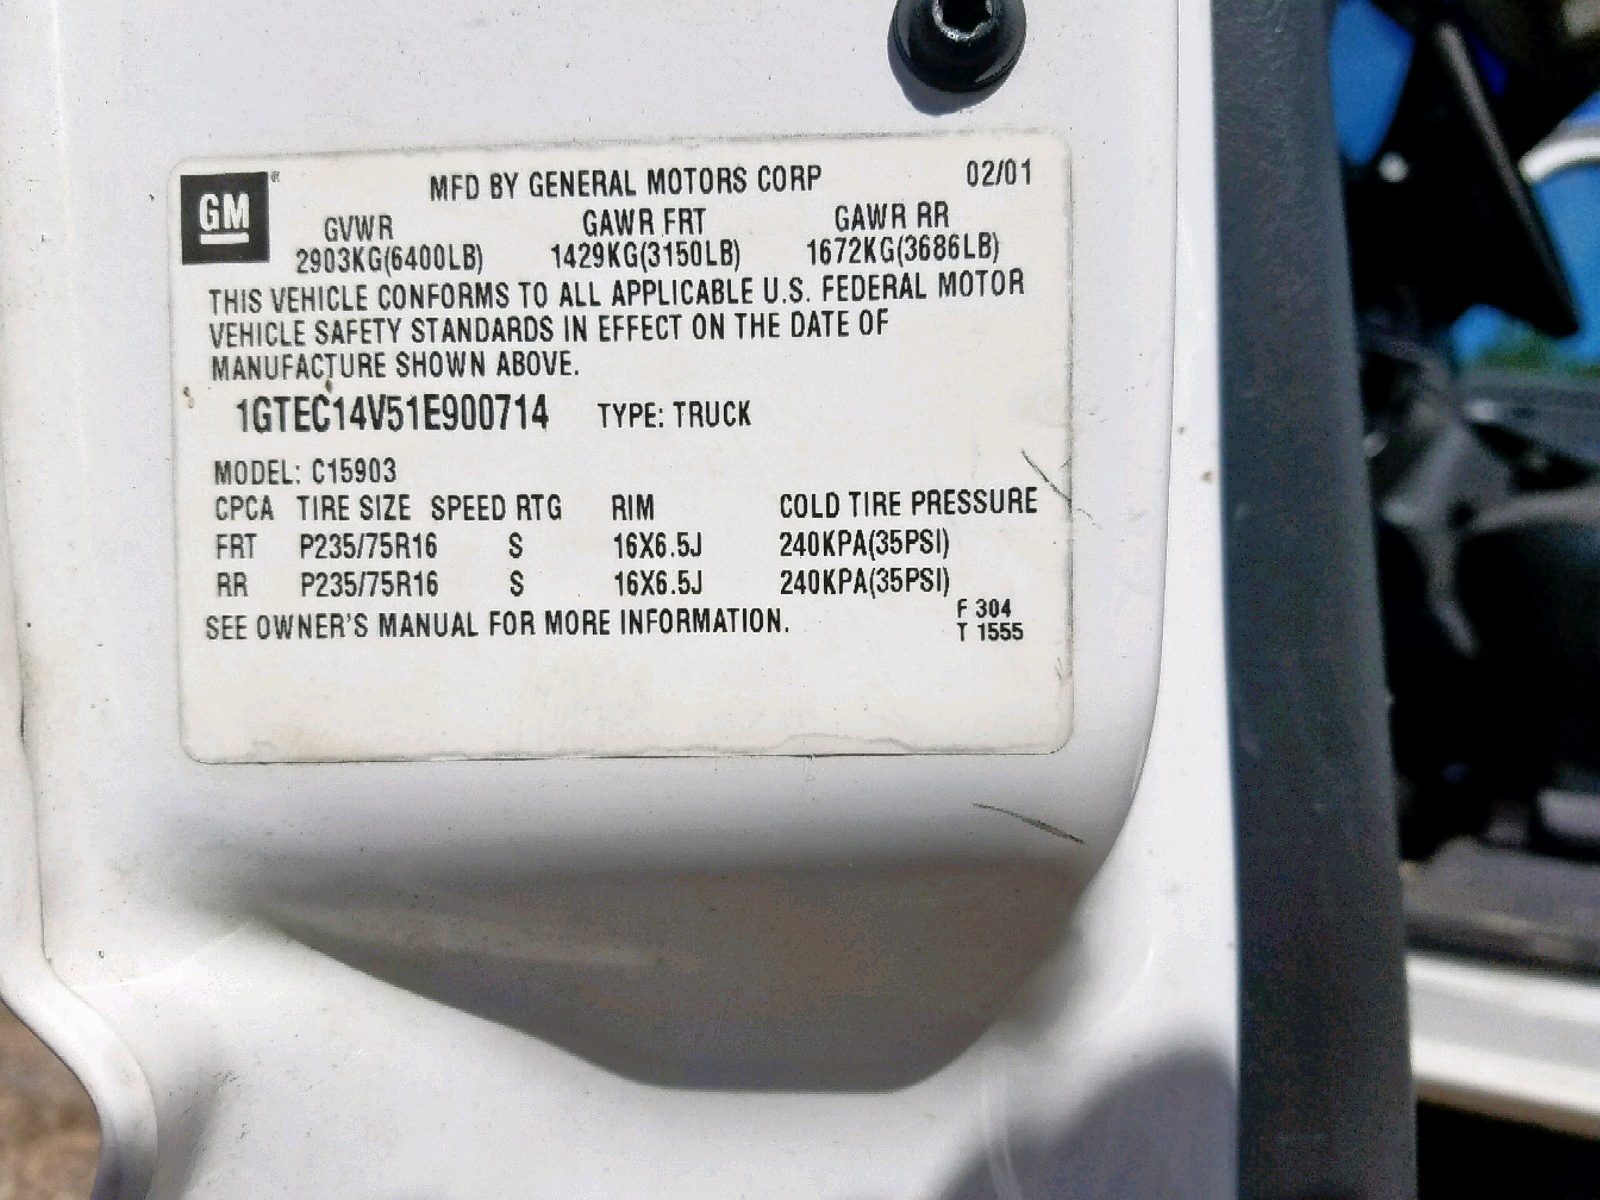 GM®
MFD BY GENERAL MOTORS CORP 02/01
GVWR GAWR FRT GAWR RR
2903KG(6400LB) 1429KG(3150LB) 1672KG(3686LB)
THIS VEHICLE CONFORMS TO ALL APPLICABLE U.S. FEDERAL MOTOR
VEHICLE SAFETY STANDARDS IN EFFECT ON THE DATE OF
MANUFACTURE SHOWN ABOVE.
1GTEC14V51E900714 TYPE: TRUCK
MODEL: C15903
CPCA TIRE SIZE SPEED RTG RIM COLD TIRE PRESSURE
FRT P235/75R16 S 16X6.5J 240KPA(35PSI)
RR P235/75R16 S 16X6.5J 240KPA(35PSI)
SEE OWNER'S MANUAL FOR MORE INFORMATION.
F 304
T 1555